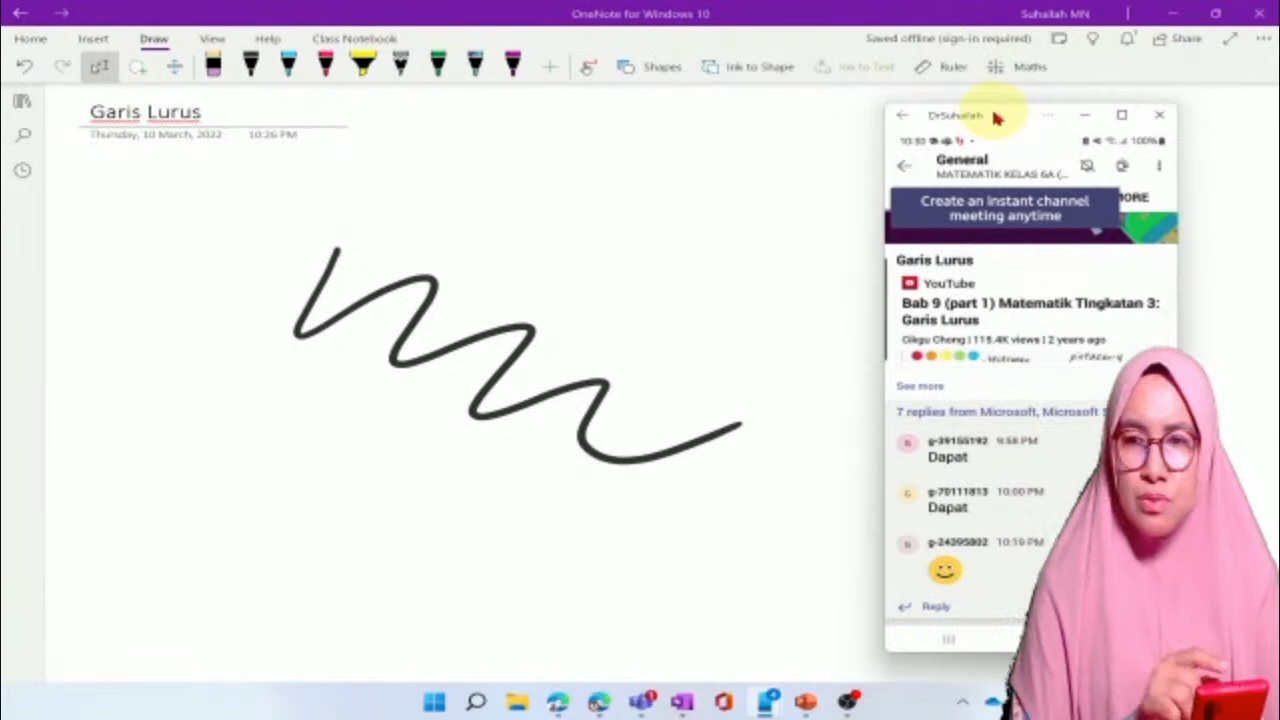 OneNote for Windows 10
Suhailah MN
Home Insert Draw View Help Class Notebook
Saved offline (sign-in required)
Share
Shapes
Ink to Shape
Ink to Text
Ruler
Maths
Garis Lurus
Thursday, 10 March, 2022 10:26 PM
DrSuhailah
10:30
100%
General
MATEMATIK KELAS 6A (...
Create an instant channel
meeting anytime
MORE
Garis Lurus
YouTube
Bab 9 (part 1) Matematik TIngkatan 3:
Garis Lurus
Cikgu Chong | 115.4K views | 2 years ago
See more
7 replies from Microsoft, Microsoft
g-39155192 9:58 PM
Dapat
g-70111813 10:00 PM
Dapat
g-24395802 10:19 PM
Reply